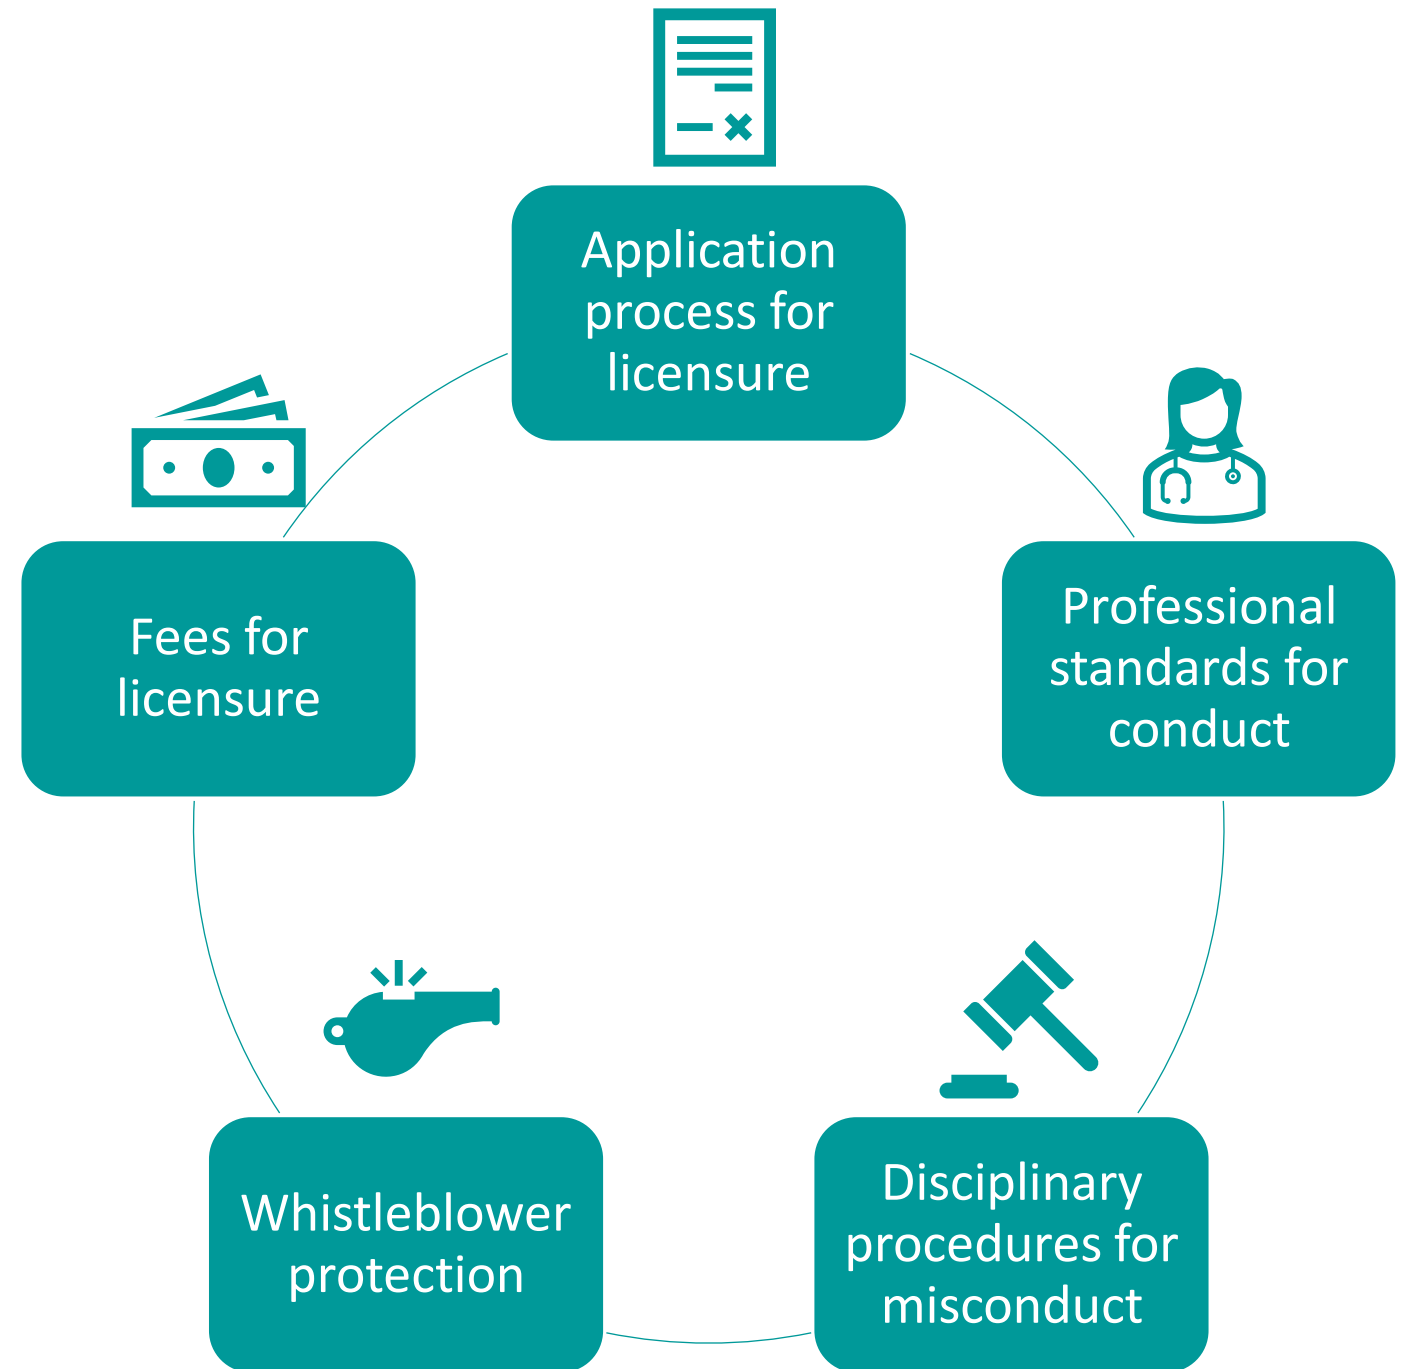 Application
process for
licensure
Professional
standards for
conduct
Disciplinary
procedures for
misconduct
Whistleblower
protection
Fees for
licensure